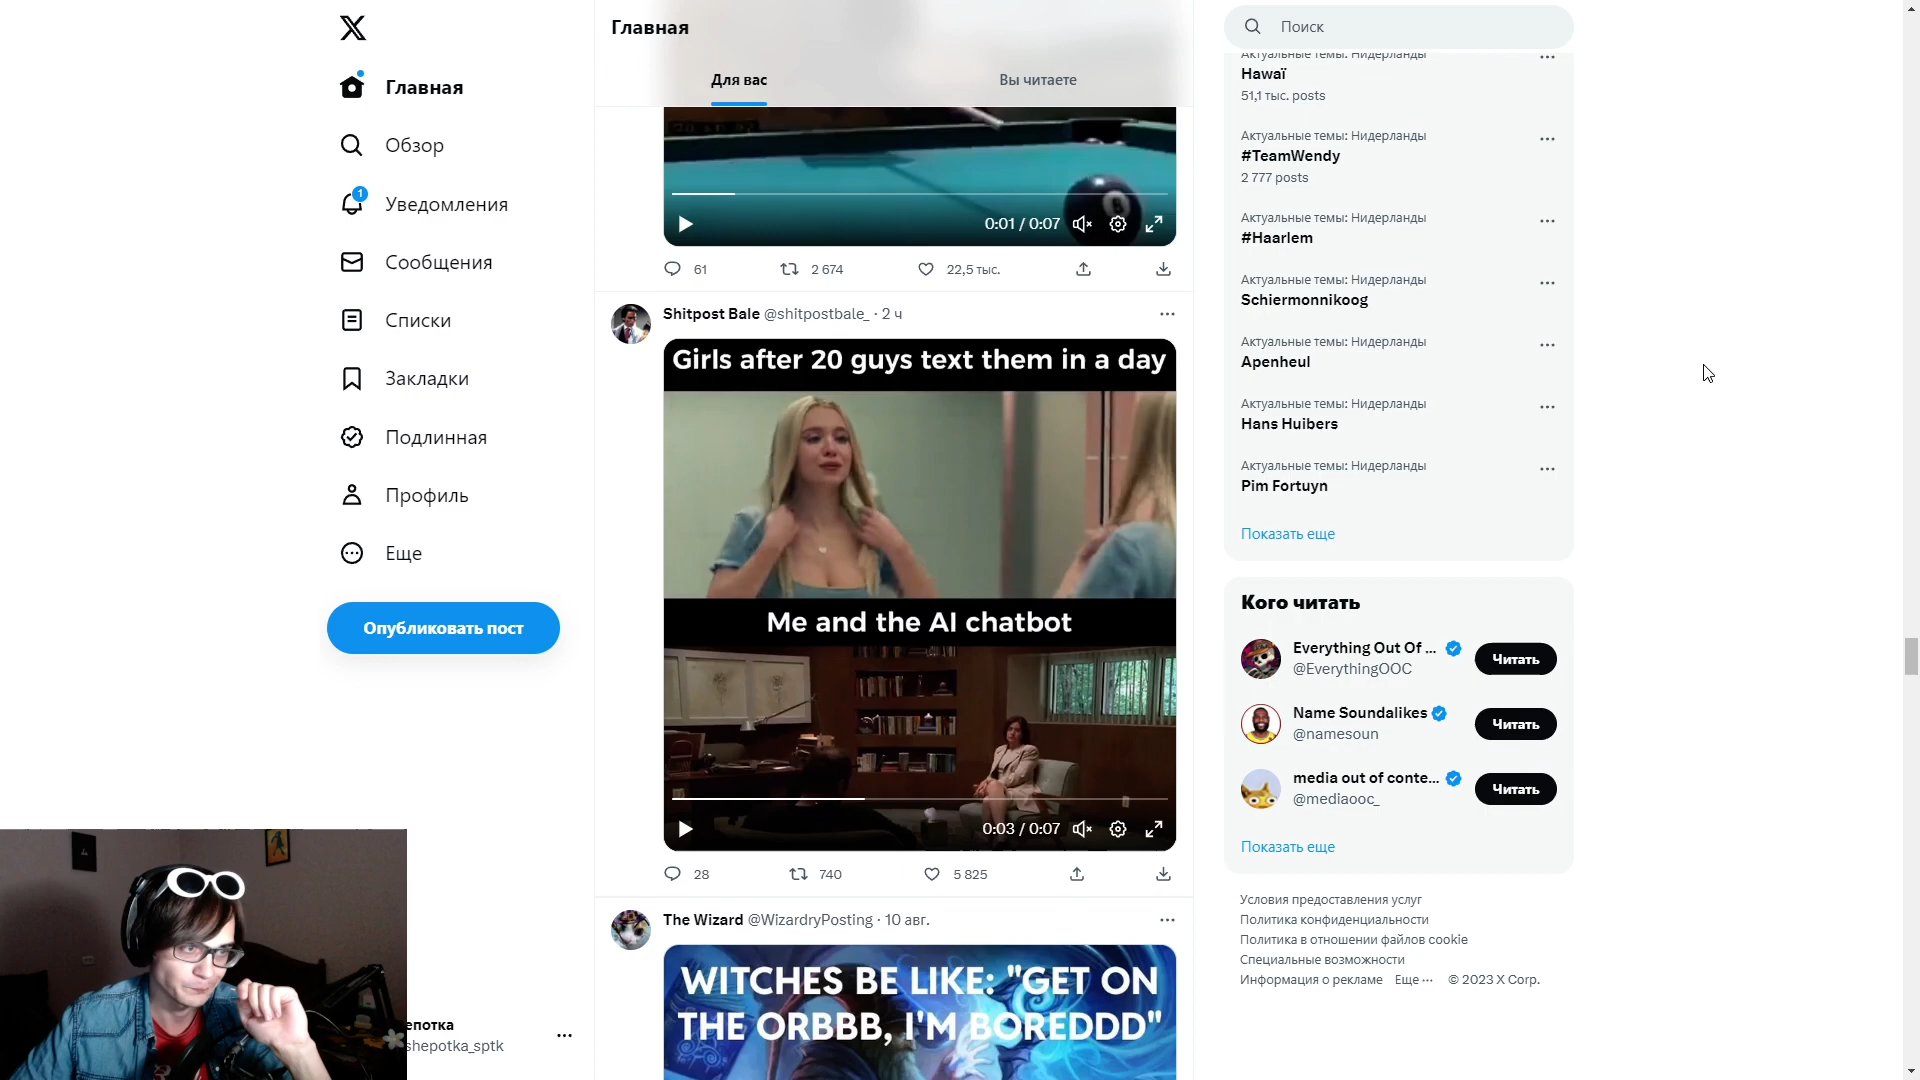 Главная
Обзор
1
Уведомления
Сообщения
Списки
Закладки
Подлинная
Профиль
Еще
Опубликовать пост
епотка
shepotka_sptk
Главная
Для вас
Вы читаете
0:01 / 0:07
61
2 674
22,5 тыс.
Shitpost Bale @shitpostbale_ · 2 ч
Girls after 20 guys text them in a day
Me and the AI chatbot
0:03 / 0:07
28
740
5 825
The Wizard @WizardryPosting · 10 авг.
WITCHES BE LIKE: "GET ON
THE ORBBB, I'M BOREDDD"
Поиск
Актуальные темы: Нидерланды
Hawaï
51,1 тыс. posts
Актуальные темы: Нидерланды
#TeamWendy
2 777 posts
Актуальные темы: Нидерланды
#Haarlem
Актуальные темы: Нидерланды
Schiermonnikoog
Актуальные темы: Нидерланды
Apenheul
Актуальные темы: Нидерланды
Hans Huibers
Актуальные темы: Нидерланды
Pim Fortuyn
Показать еще
Кого читать
Everything Out Of ...
@EverythingOOC
Читать
Name Soundalikes
@namesoun
Читать
media out of conte...
@mediaooc_
Читать
Показать еще
Условия предоставления услуг
Политика конфиденциальности
Политика в отношении файлов cookie
Специальные возможности
Информация о рекламе Еще ··· © 2023 X Corp.